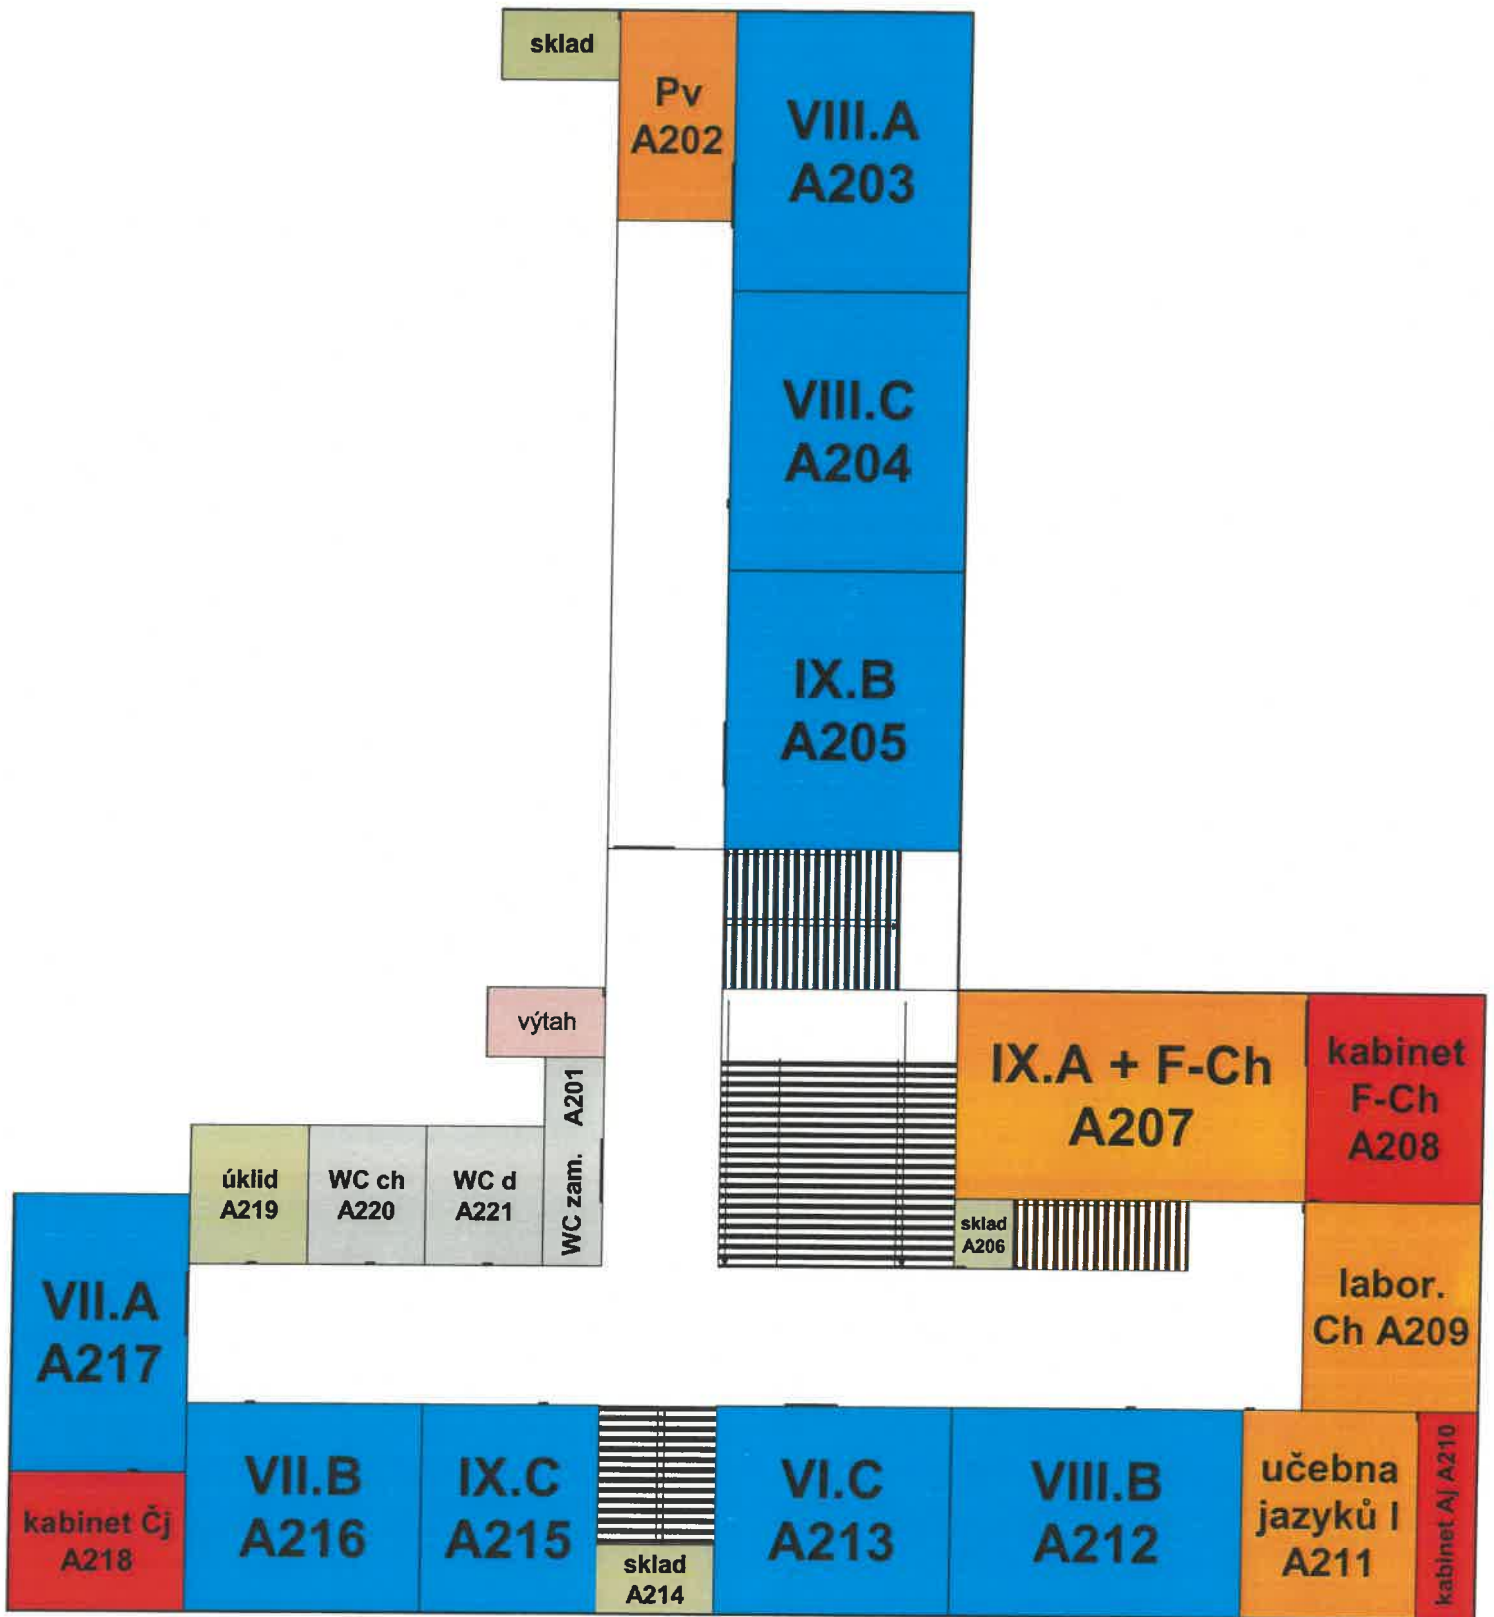 sklad
Pv
A202
VIII.A
A203
VIII.C
A204
IX.B
A205
výtah
WC zam. A201
IX.A + F-Ch
A207
kabinet
F-Ch
A208
úklid
A219
WC ch
A220
WC d
A221
sklad
A206
VII.A
A217
labor.
Ch A209
kabinet Čj
A218
VII.B
A216
IX.C
A215
sklad
A214
VI.C
A213
VIII.B
A212
učebna
jazyků I
A211
kabinet Aj A210